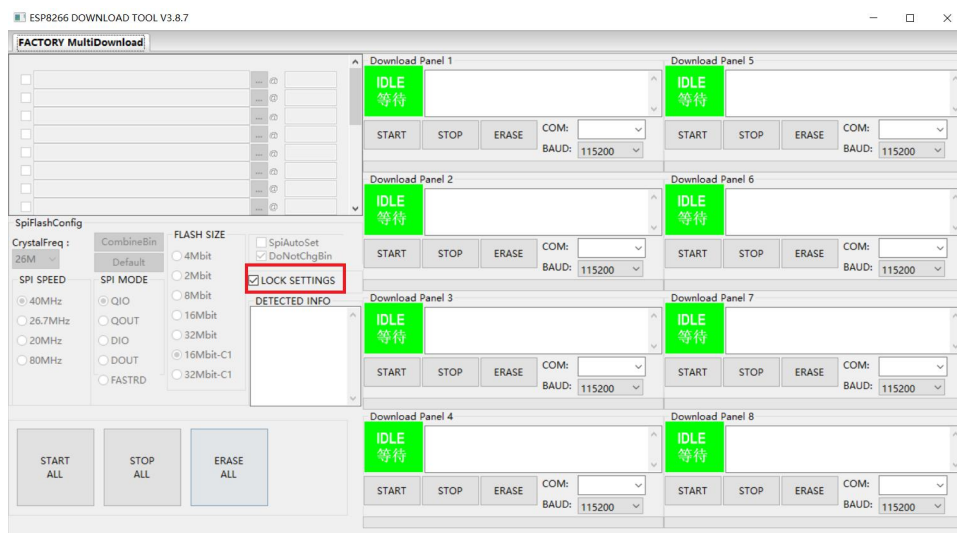 ESP8266 DOWNLOAD TOOL V3.8.7
FACTORY MultiDownload
... @
... @
... @
... @
... @
... @
... @
... @
SpiFlashConfig
CrystalFreq :
26M
CombineBin
Default
SPI SPEED
40MHz
26.7MHz
20MHz
80MHz
SPI MODE
QIO
QOUT
DIO
DOUT
FASTRD
FLASH SIZE
4Mbit
2Mbit
8Mbit
16Mbit
32Mbit
16Mbit-C1
32Mbit-C1
SpiAutoSet
DoNotChgBin
LOCK SETTINGS
DETECTED INFO
START ALL
STOP ALL
ERASE ALL
Download Panel 1
IDLE
等待
START STOP ERASE COM:
BAUD: 115200
Download Panel 2
IDLE
等待
START STOP ERASE COM:
BAUD: 115200
Download Panel 3
IDLE
等待
START STOP ERASE COM:
BAUD: 115200
Download Panel 4
IDLE
等待
START STOP ERASE COM:
BAUD: 115200
Download Panel 5
IDLE
等待
START STOP ERASE COM:
BAUD: 115200
Download Panel 6
IDLE
等待
START STOP ERASE COM:
BAUD: 115200
Download Panel 7
IDLE
等待
START STOP ERASE COM:
BAUD: 115200
Download Panel 8
IDLE
等待
START STOP ERASE COM:
BAUD: 115200